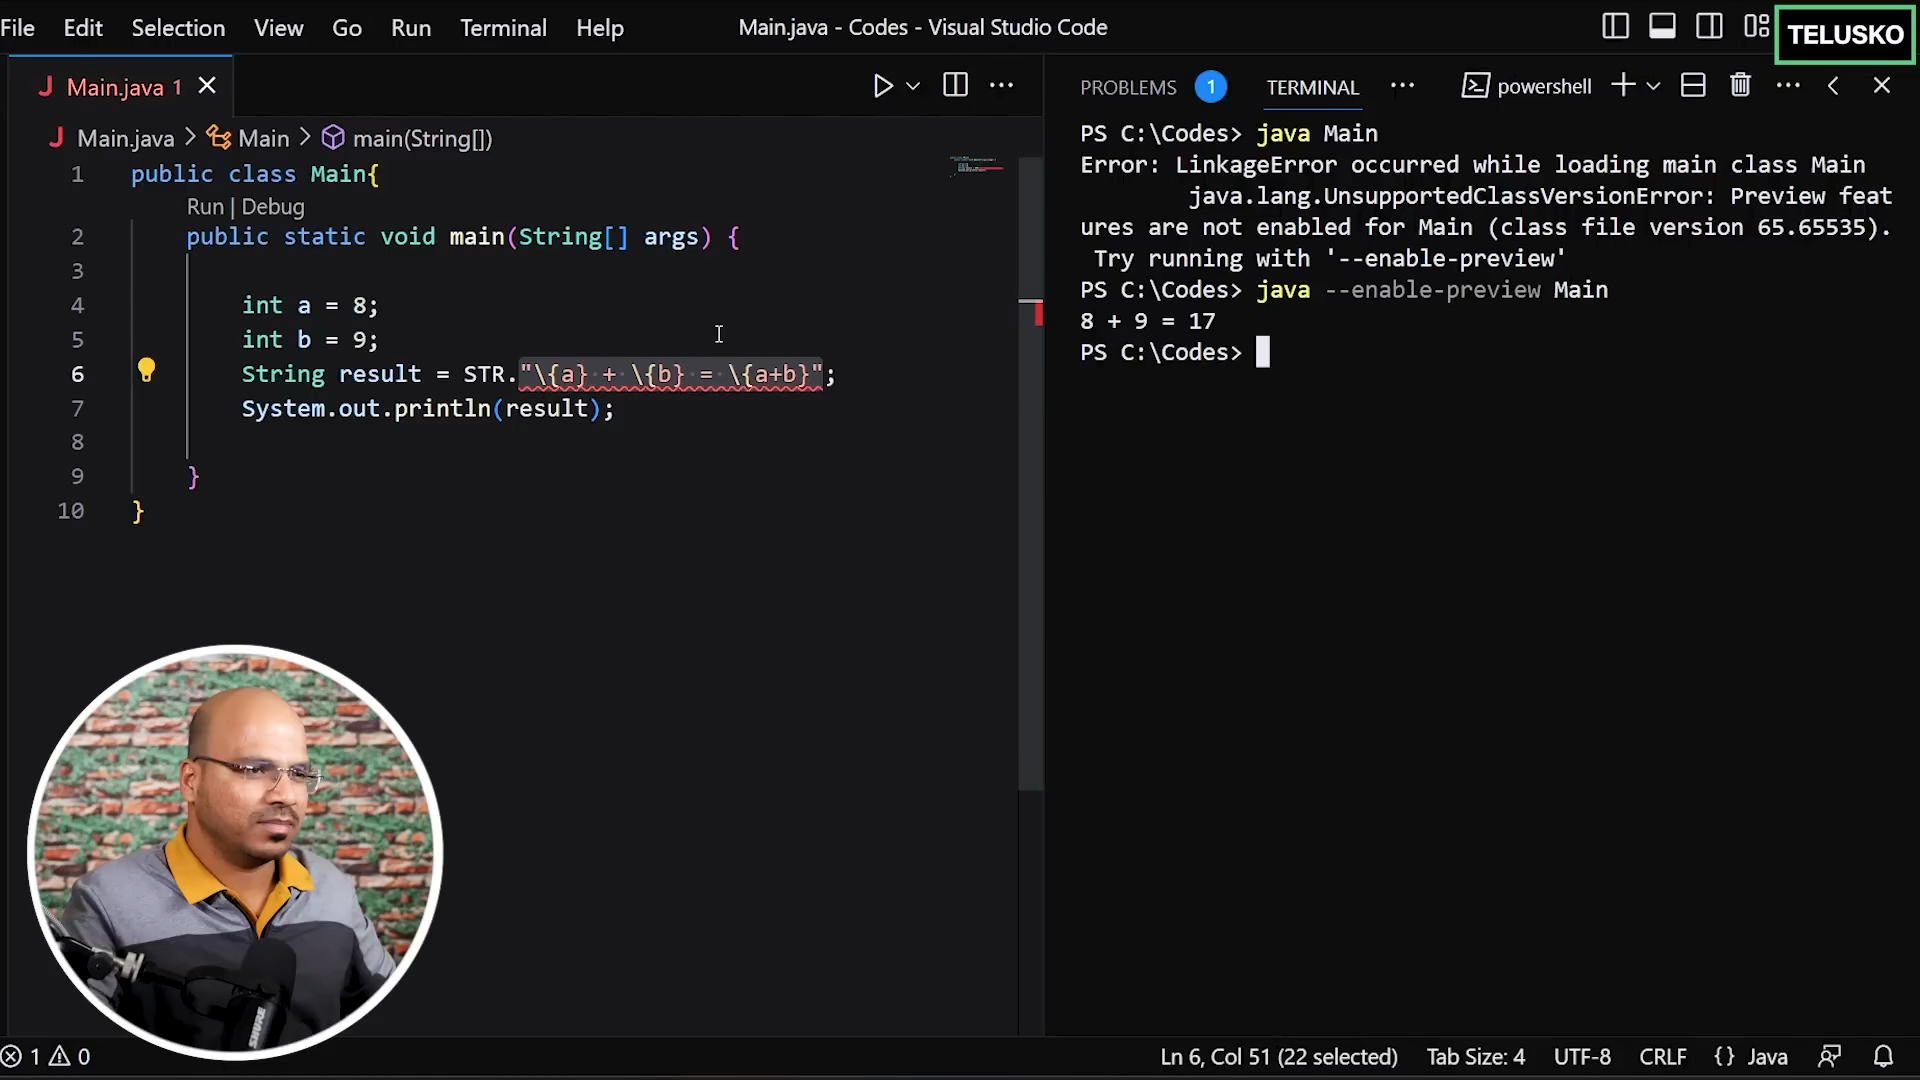 File Edit Selection View Go Run Terminal Help
Main.java - Codes - Visual Studio Code
TELUSKO
Main.java 1
Main.java > Main > main(String[])
1 public class Main{
Run | Debug
2 public static void main(String[] args) {
3
4 int a = 8;
5 int b = 9;
6 String result = STR."\{a} + \{b} = \{a+b}";
7 System.out.println(result);
8
9 }
10 }
PROBLEMS 1 TERMINAL ··· powershell
PS C:\Codes> java Main
Error: LinkageError occurred while loading main class Main
java.lang.UnsupportedClassVersionError: Preview feat
ures are not enabled for Main (class file version 65.65535).
Try running with '--enable-preview'
PS C:\Codes> java --enable-preview Main
8 + 9 = 17
PS C:\Codes>
SHURE
1 0
Ln 6, Col 51 (22 selected) Tab Size: 4 UTF-8 CRLF {} Java